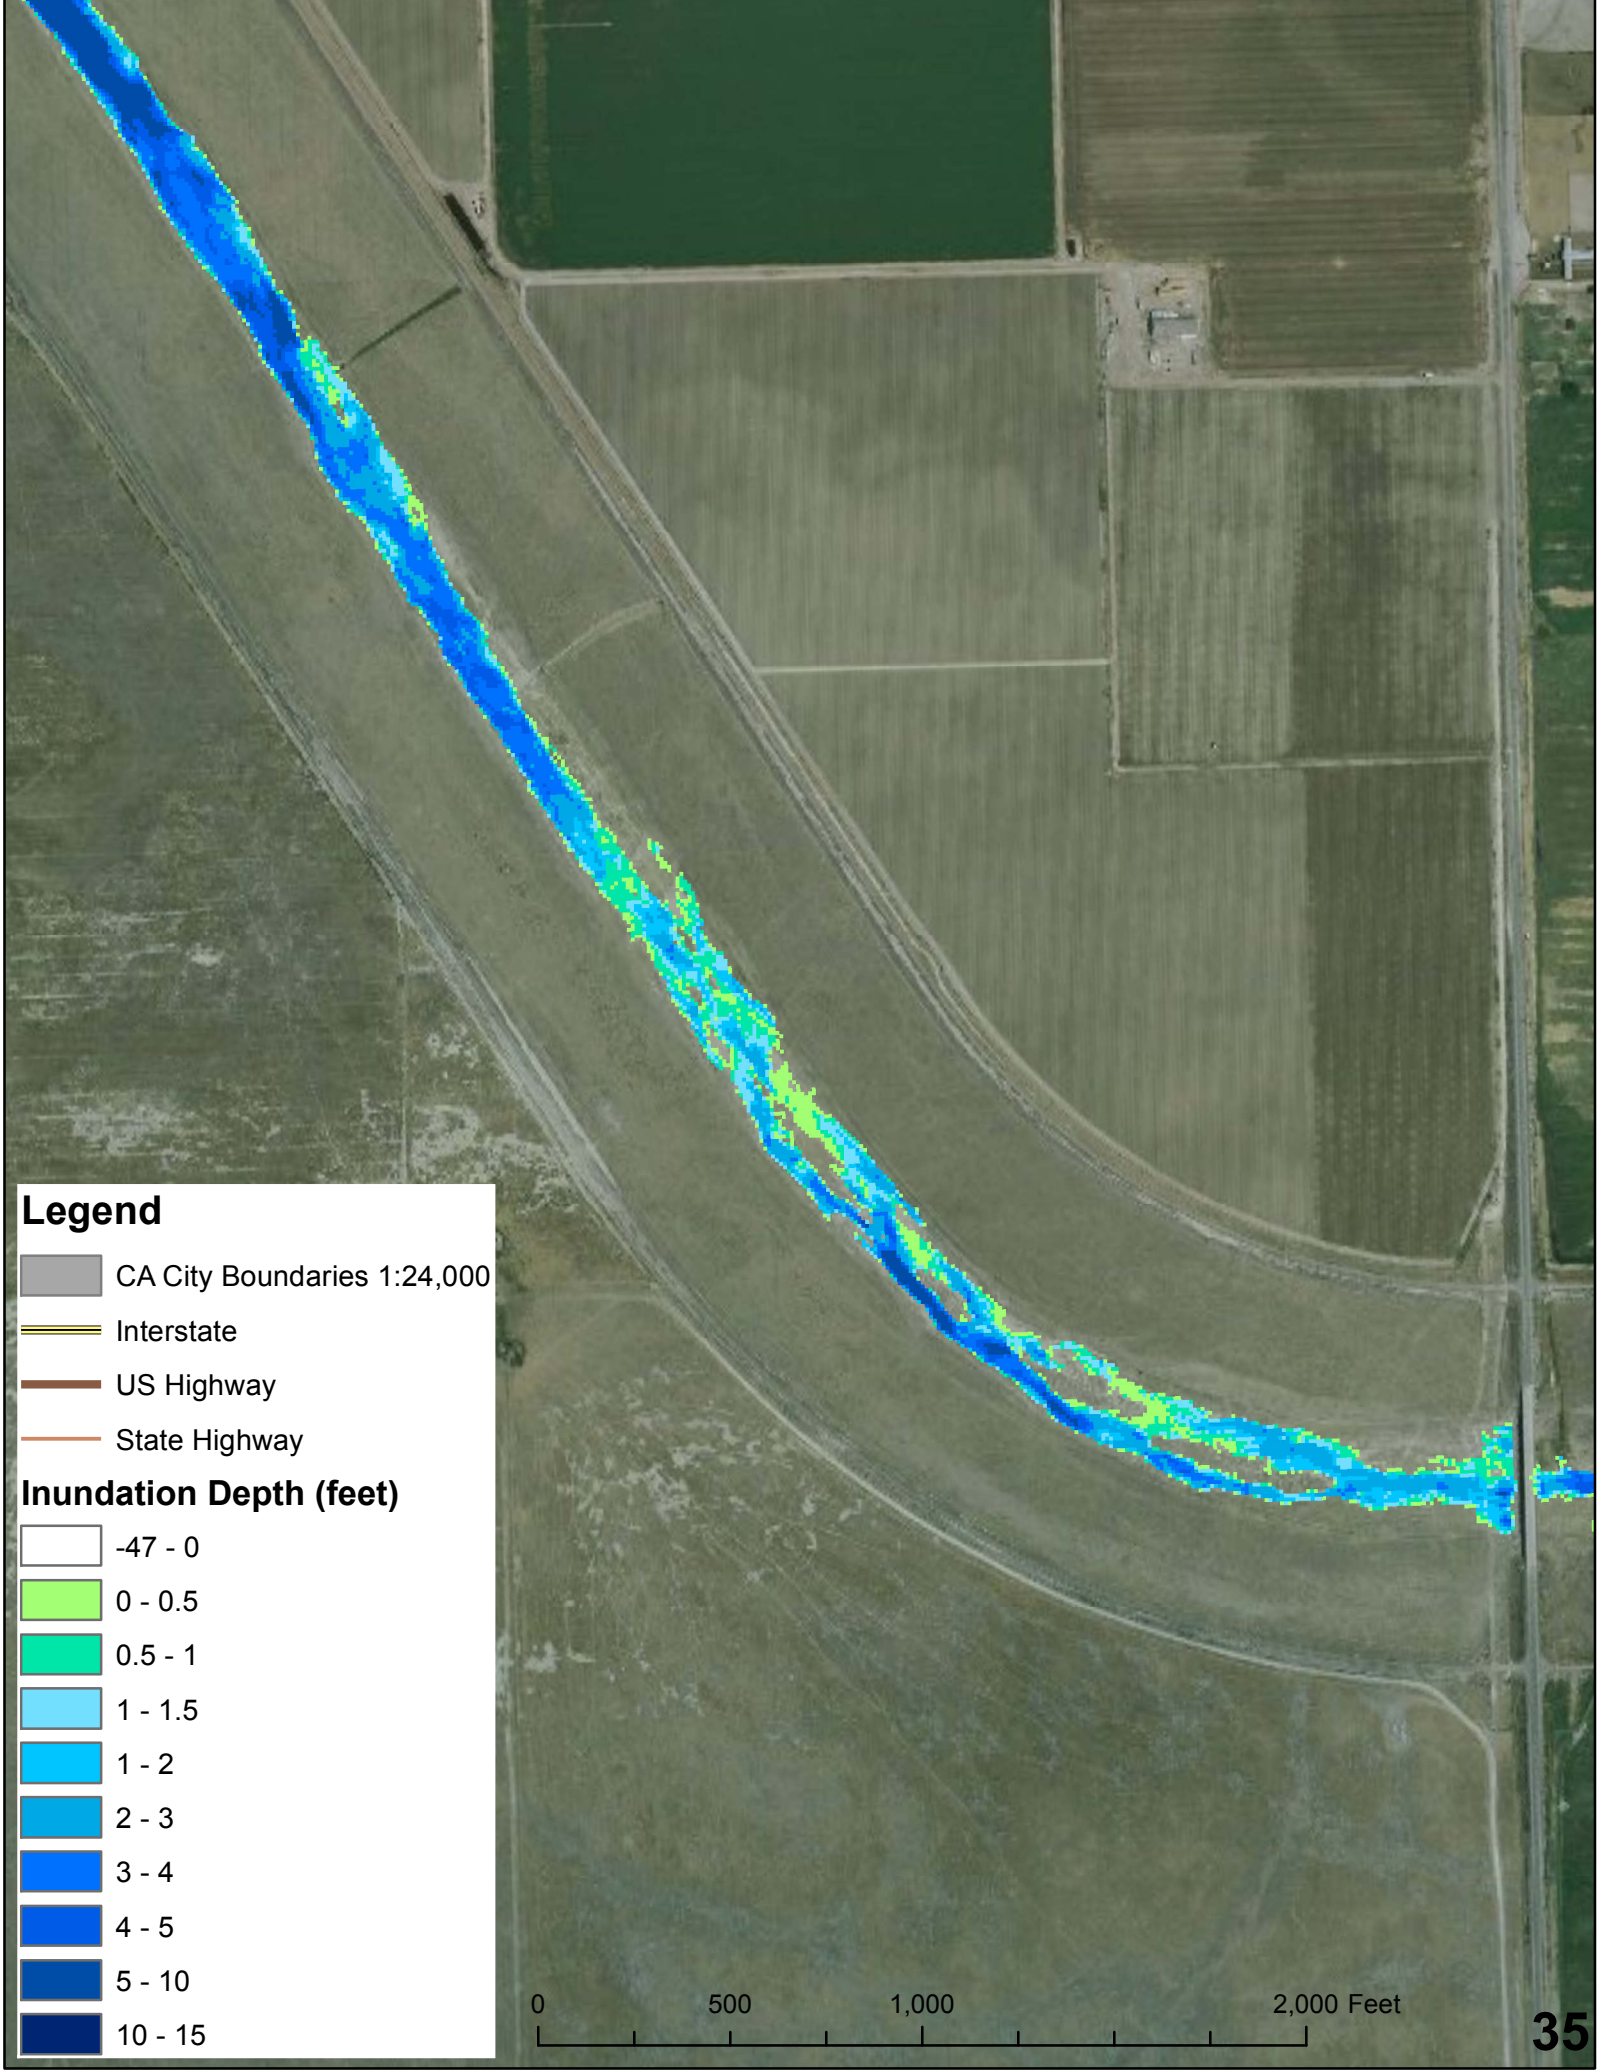 Legend
CA City Boundaries 1:24,000
Interstate
US Highway
State Highway
Inundation Depth (feet)
-47 - 0
0 - 0.5
0.5 - 1
1 - 1.5
1 - 2
2 - 3
3 - 4
4 - 5
5 - 10
10 - 15
0 500 1,000 2,000 Feet
35